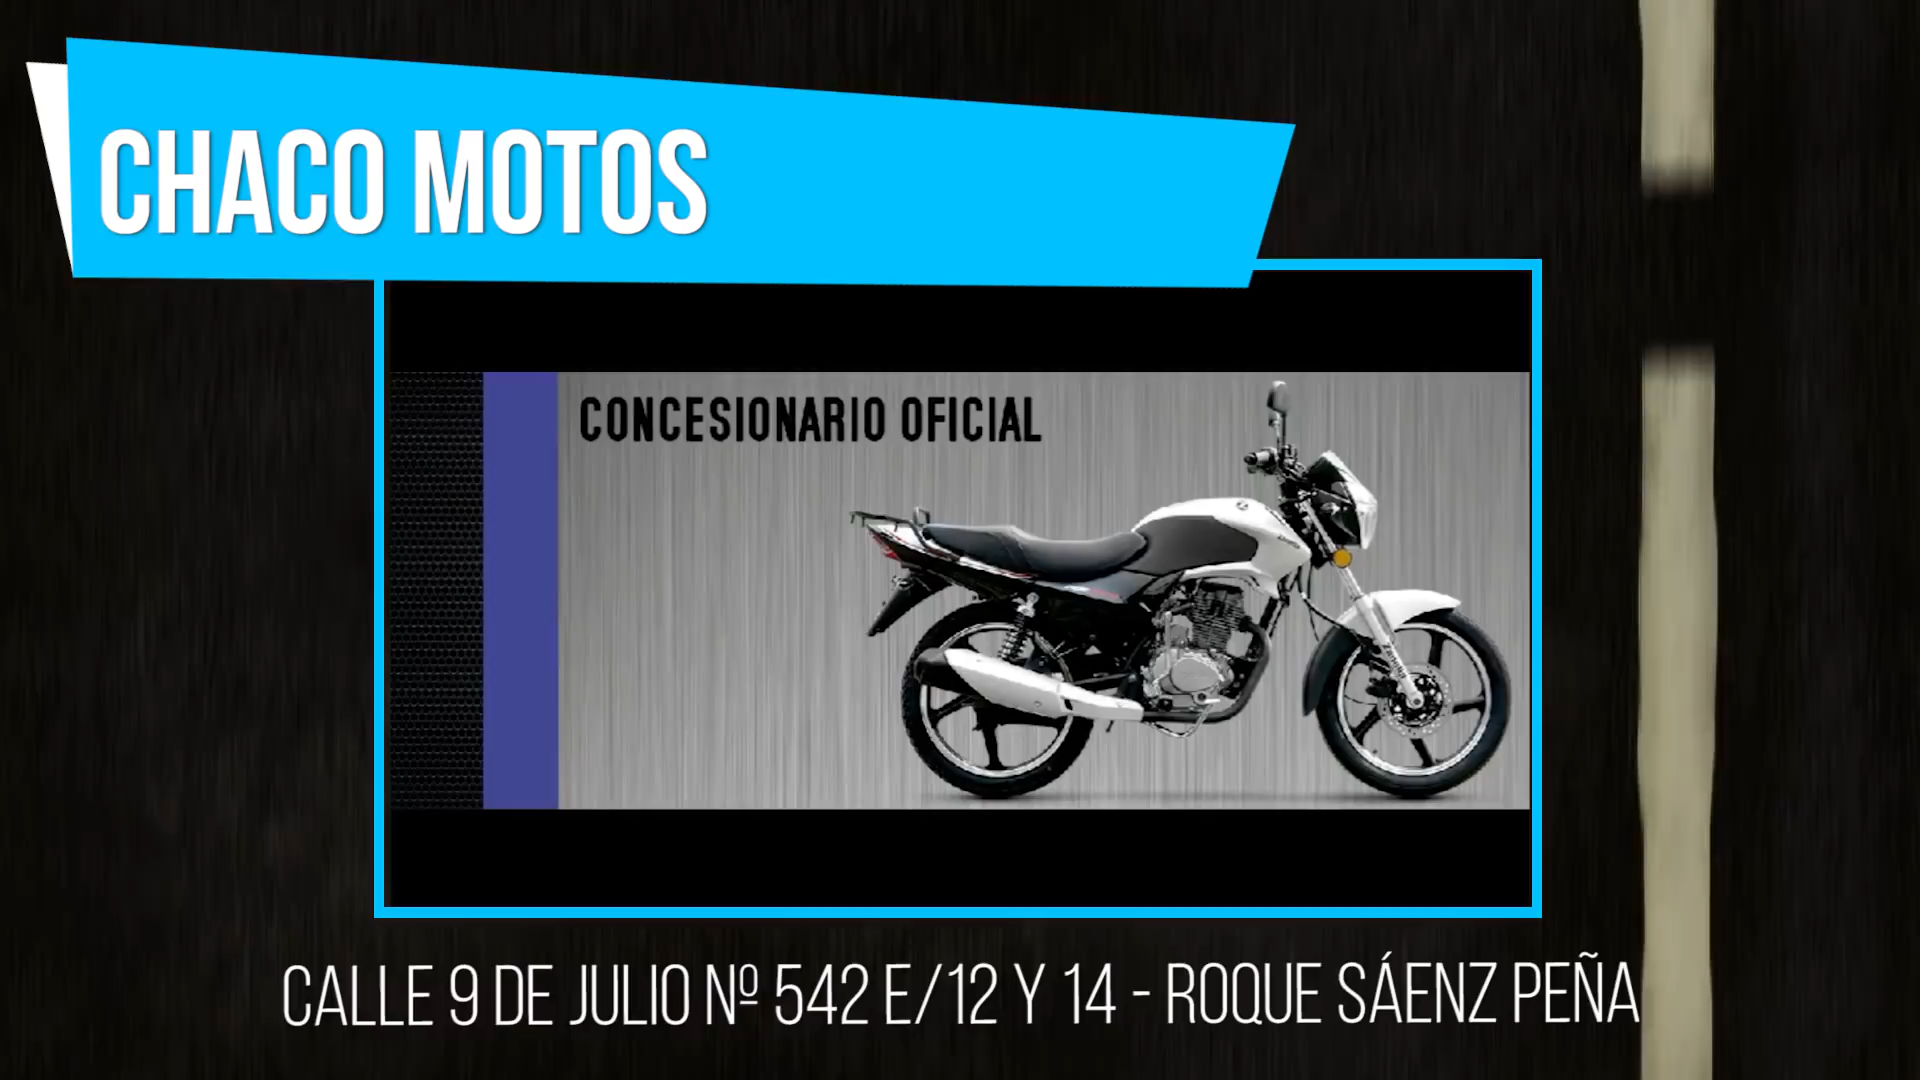 CHACO MOTOS
CONCESIONARIO OFICIAL
CALLE 9 DE JULIO Nº 542 E/12 Y 14 - ROQUE SÁENZ PEÑA